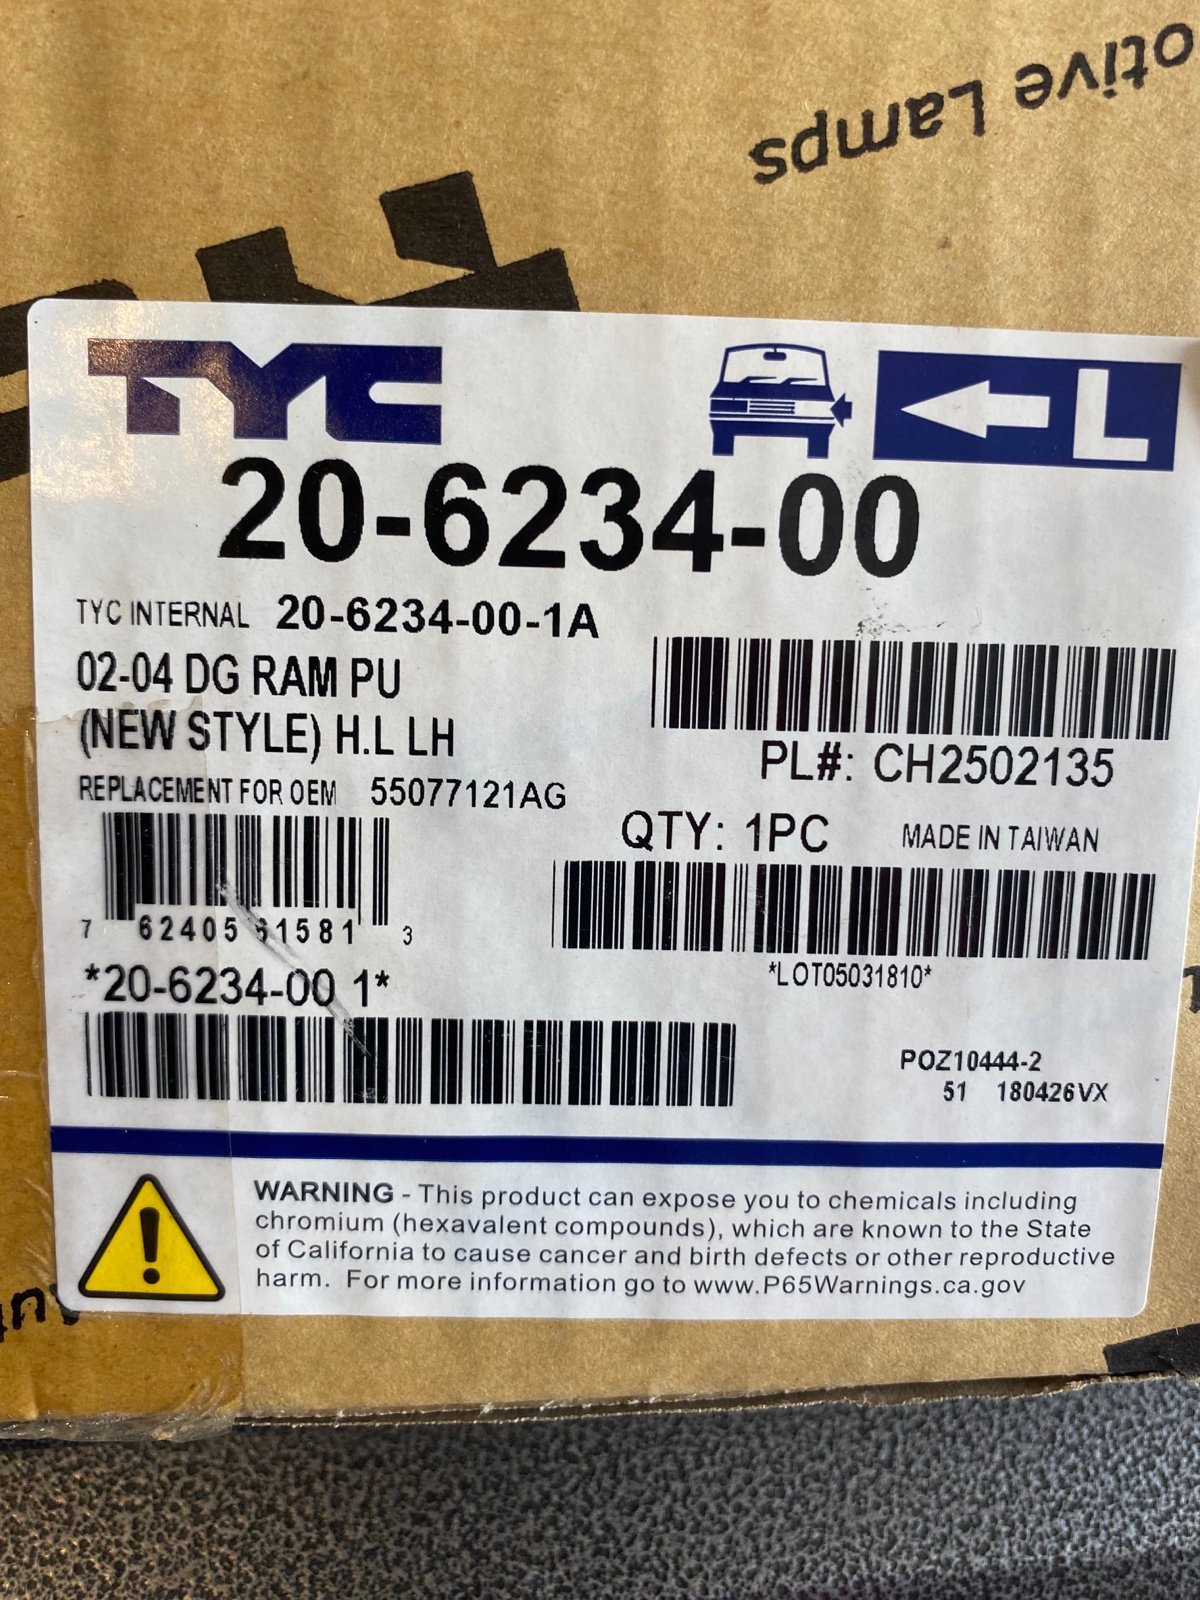 otive Lamps
TYC
L
20-6234-00
TYC INTERNAL 20-6234-00-1A
02-04 DG RAM PU
(NEW STYLE) H.L LH
REPLACEMENT FOR OEM 55077121AG
PL#: CH2502135
QTY: 1PC MADE IN TAIWAN
7 62405 61581 3
*LOT05031810*
*20-6234-00 1*
POZ10444-2
51 180426VX
WARNING - This product can expose you to chemicals including
chromium (hexavalent compounds), which are known to the State
of California to cause cancer and birth defects or other reproductive
harm. For more information go to www.P65Warnings.ca.gov